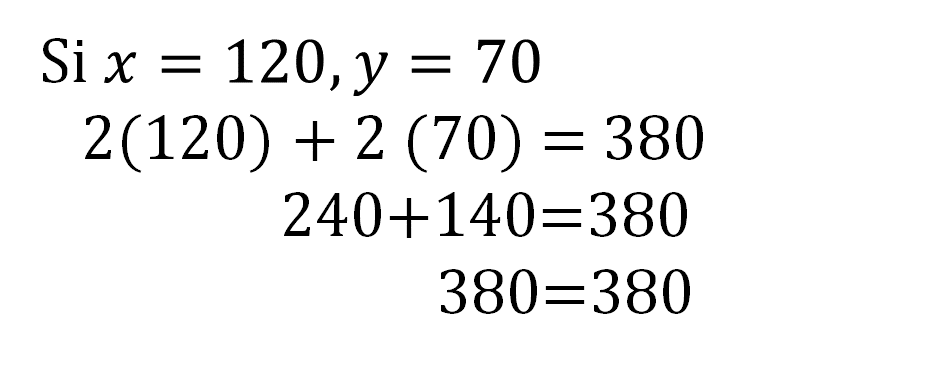 Si x = 120, y = 70
2(120) + 2 (70) = 380
240+140=380
380=380